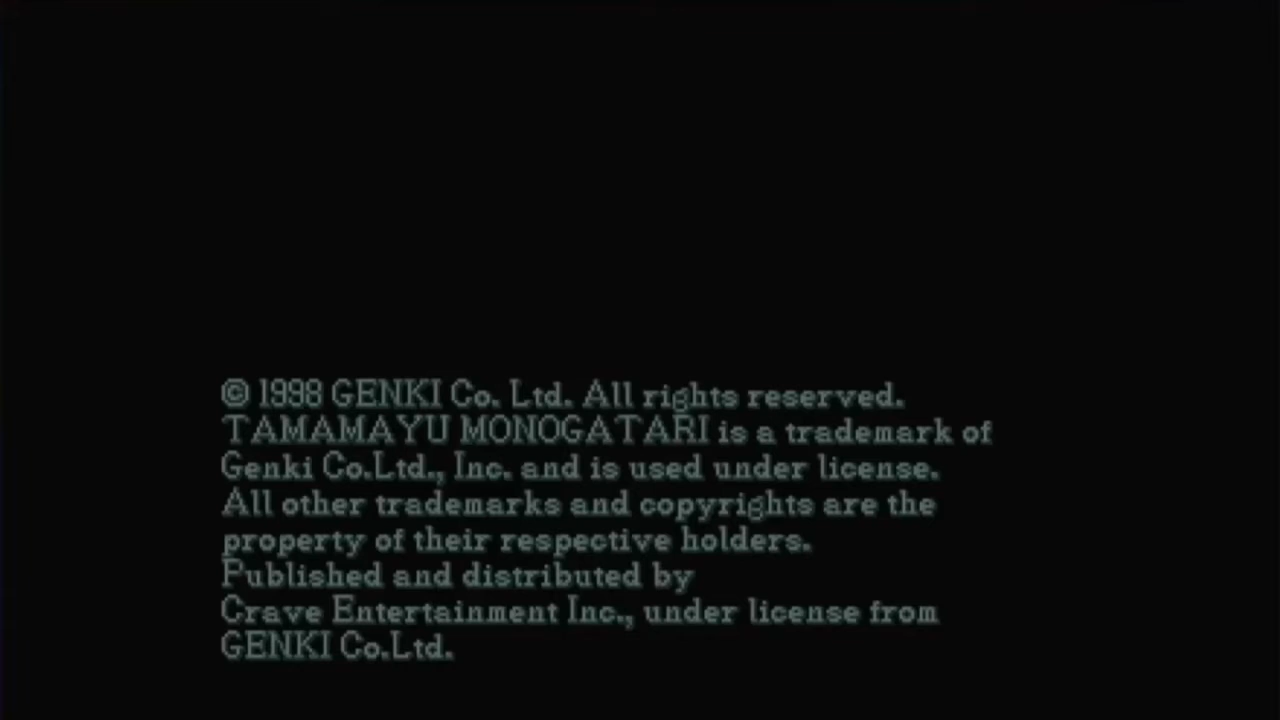 © 1998 GENKI Co. Ltd. All rights reserved.
TAMAMAYU MONOGATARI is a trademark of
Genki Co.Ltd., Inc. and is used under license.
All other trademarks and copyrights are the
property of their respective holders.
Published and distributed by
Crave Entertainment Inc., under license from
GENKI Co.Ltd.